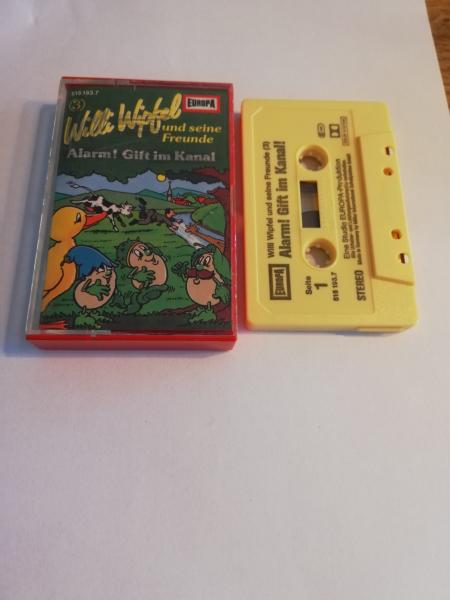 515 193.7
EUROPA
3
Willi Wipfel
und seine
Freunde
Alarm! Gift im Kanal
Willi Wipfel und seine Freunde (3)
Alarm! Gift im Kanal!
EUROPA
Seite
1
515 193.7
Eine Studio EUROPA-Produktion
STEREO